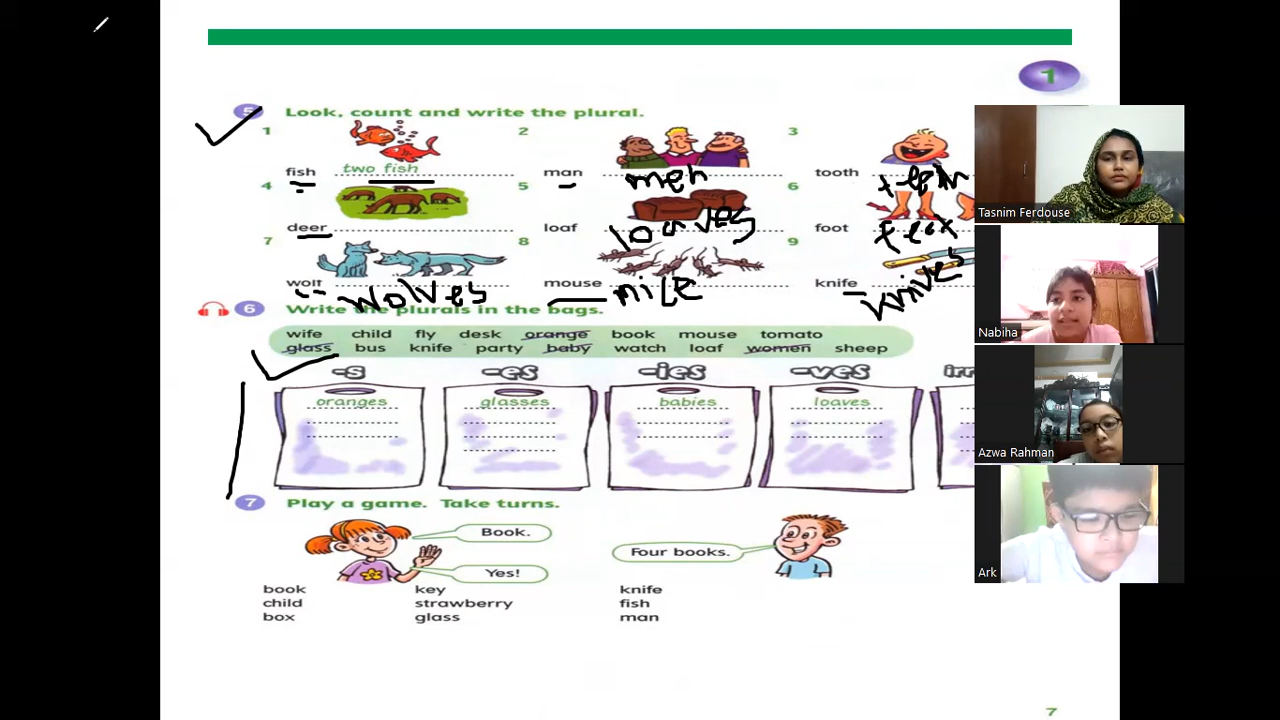 1
5 Look, count and write the plural.
1 2 3
fish two fish man men tooth teeth
4 5 6
deer loaf loaves foot feet
7 8 9
wolf wolves mouse mice knife knives
6 Write the plurals in the bags.
wife child fly desk orange book mouse tomato
glass bus knife party baby watch loaf women sheep
-s -es -ies -ves irr
oranges glasses babies loaves
7 Play a game. Take turns.
Book.
Yes!
Four books.
book key knife
child strawberry fish
box glass man
7
Tasnim Ferdouse
Nabiha
Azwa Rahman
Ark